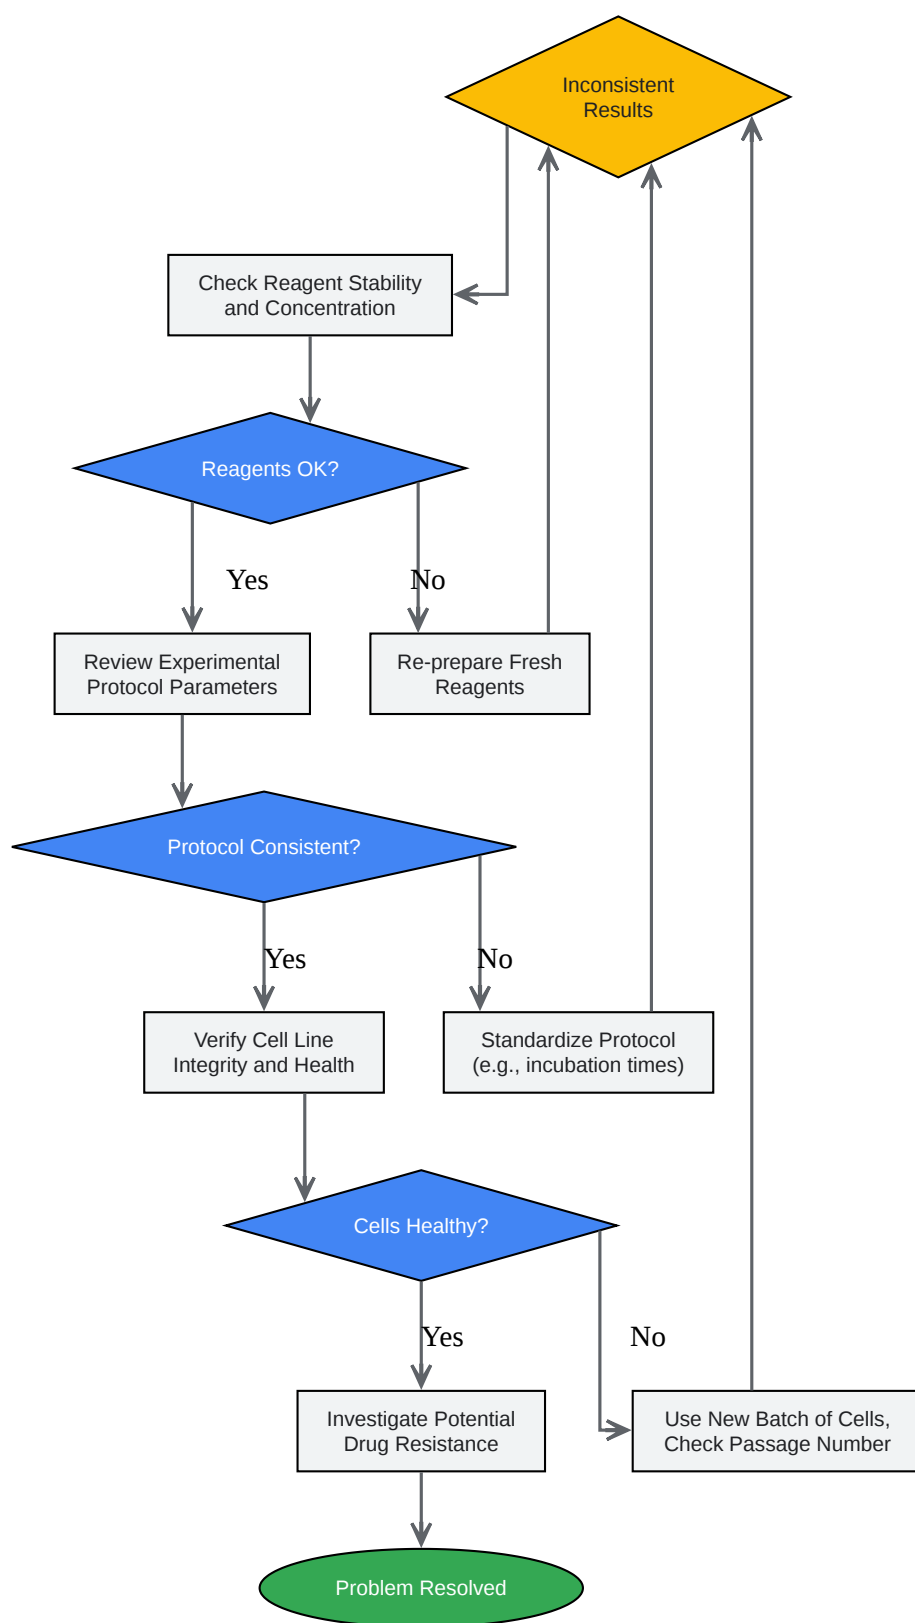 Inconsistent
Results
Check Reagent Stability
and Concentration
Reagents OK?
Yes
No
Review Experimental
Protocol Parameters
Re-prepare Fresh
Reagents
Protocol Consistent?
Yes
No
Verify Cell Line
Integrity and Health
Standardize Protocol
(e.g., incubation times)
Cells Healthy?
Yes
No
Investigate Potential
Drug Resistance
Use New Batch of Cells,
Check Passage Number
Problem Resolved